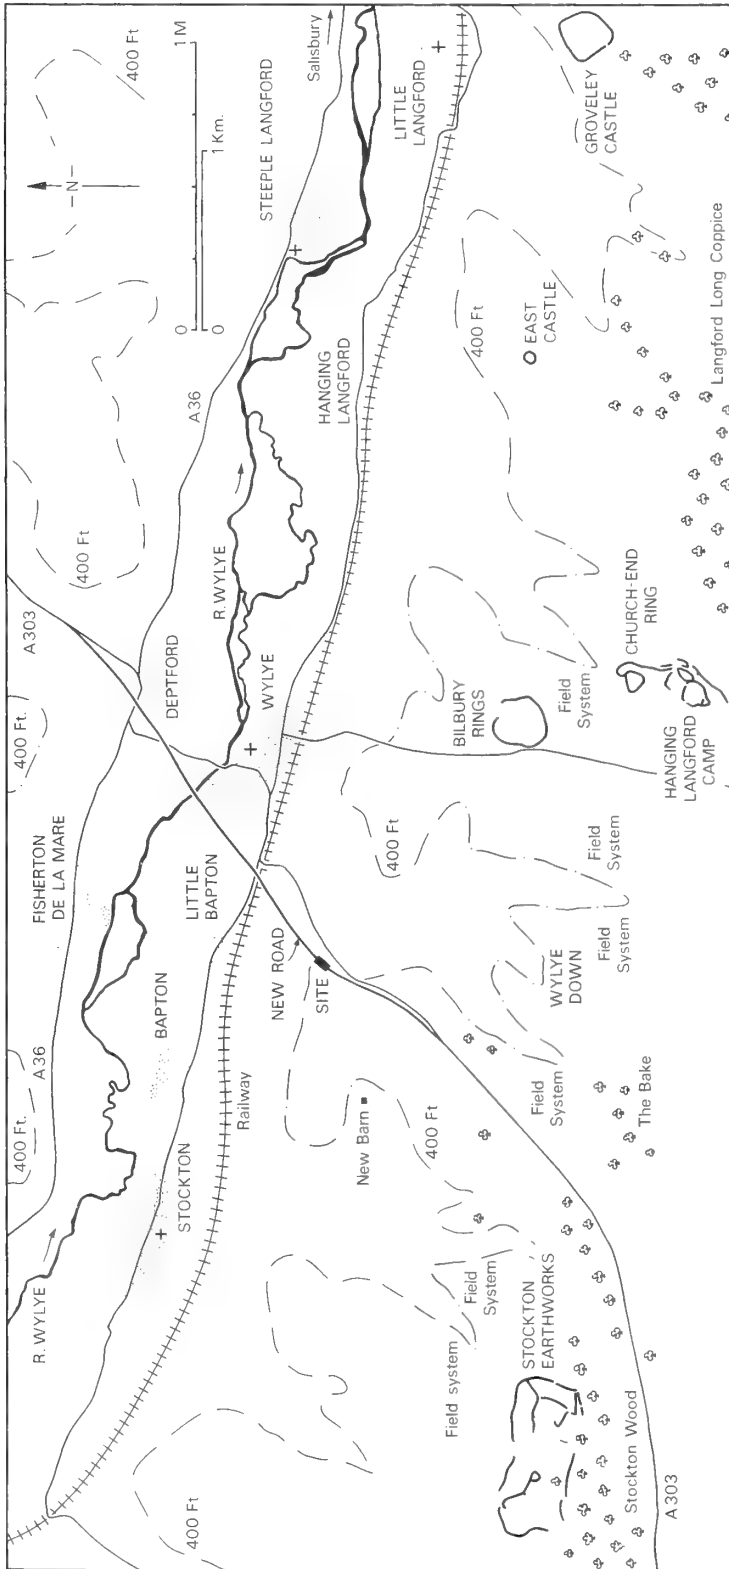 R. WYLYE
400 Ft.
A36
FISHERTON
DE LA MARE
400 Ft.
A303
400 Ft
-N-
400 Ft
BAPTON
DEPTFORD
A36
0
1 M
0
1 Km.
STEEPLE LANGFORD
Salisbury
STOCKTON
LITTLE
BAPTON
R. WYLYE
WYLYE
HANGING
LANGFORD
LITTLE
LANGFORD
400 Ft
Railway
NEW ROAD
SITE
New Barn
400 Ft
400 Ft
BILBURY
RINGS
400 Ft
EAST
CASTLE
GROVELEY
CASTLE
Field system
Field
System
STOCKTON
EARTHWORKS
Field
System
WYLYE
DOWN
Field
System
Field
System
Field
System
CHURCH-END
RING
HANGING
LANGFORD
CAMP
Langford Long Coppice
The Bake
Stockton Wood
A303